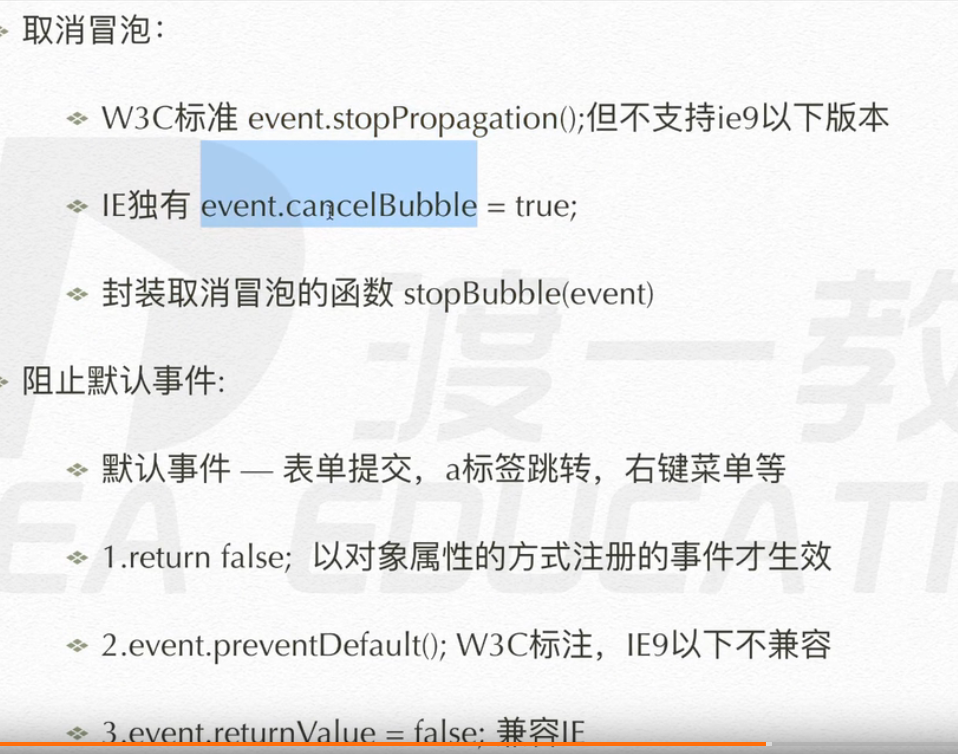 取消冒泡：
W3C标准 event.stopPropagation();但不支持ie9以下版本
IE独有 event.cancelBubble = true;
封装取消冒泡的函数 stopBubble(event)
阻止默认事件:
默认事件 — 表单提交，a标签跳转，右键菜单等
1.return false; 以对象属性的方式注册的事件才生效
2.event.preventDefault(); W3C标注，IE9以下不兼容
3.event.returnValue = false; 兼容IE
渡一教
EDUCATI